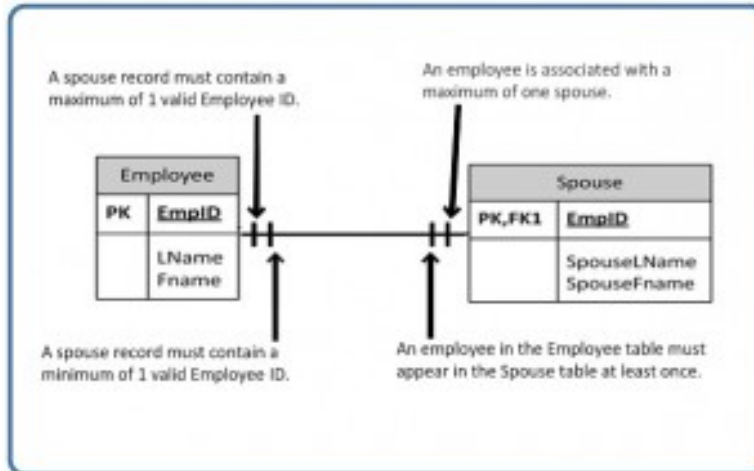 A spouse record must contain a
maximum of 1 valid Employee ID.
An employee is associated with a
maximum of one spouse.
Employee
PK EmpID
LName
Fname
Spouse
PK,FK1 EmpID
SpouseLName
SpouseFname
A spouse record must contain a
minimum of 1 valid Employee ID.
An employee in the Employee table must
appear in the Spouse table at least once.